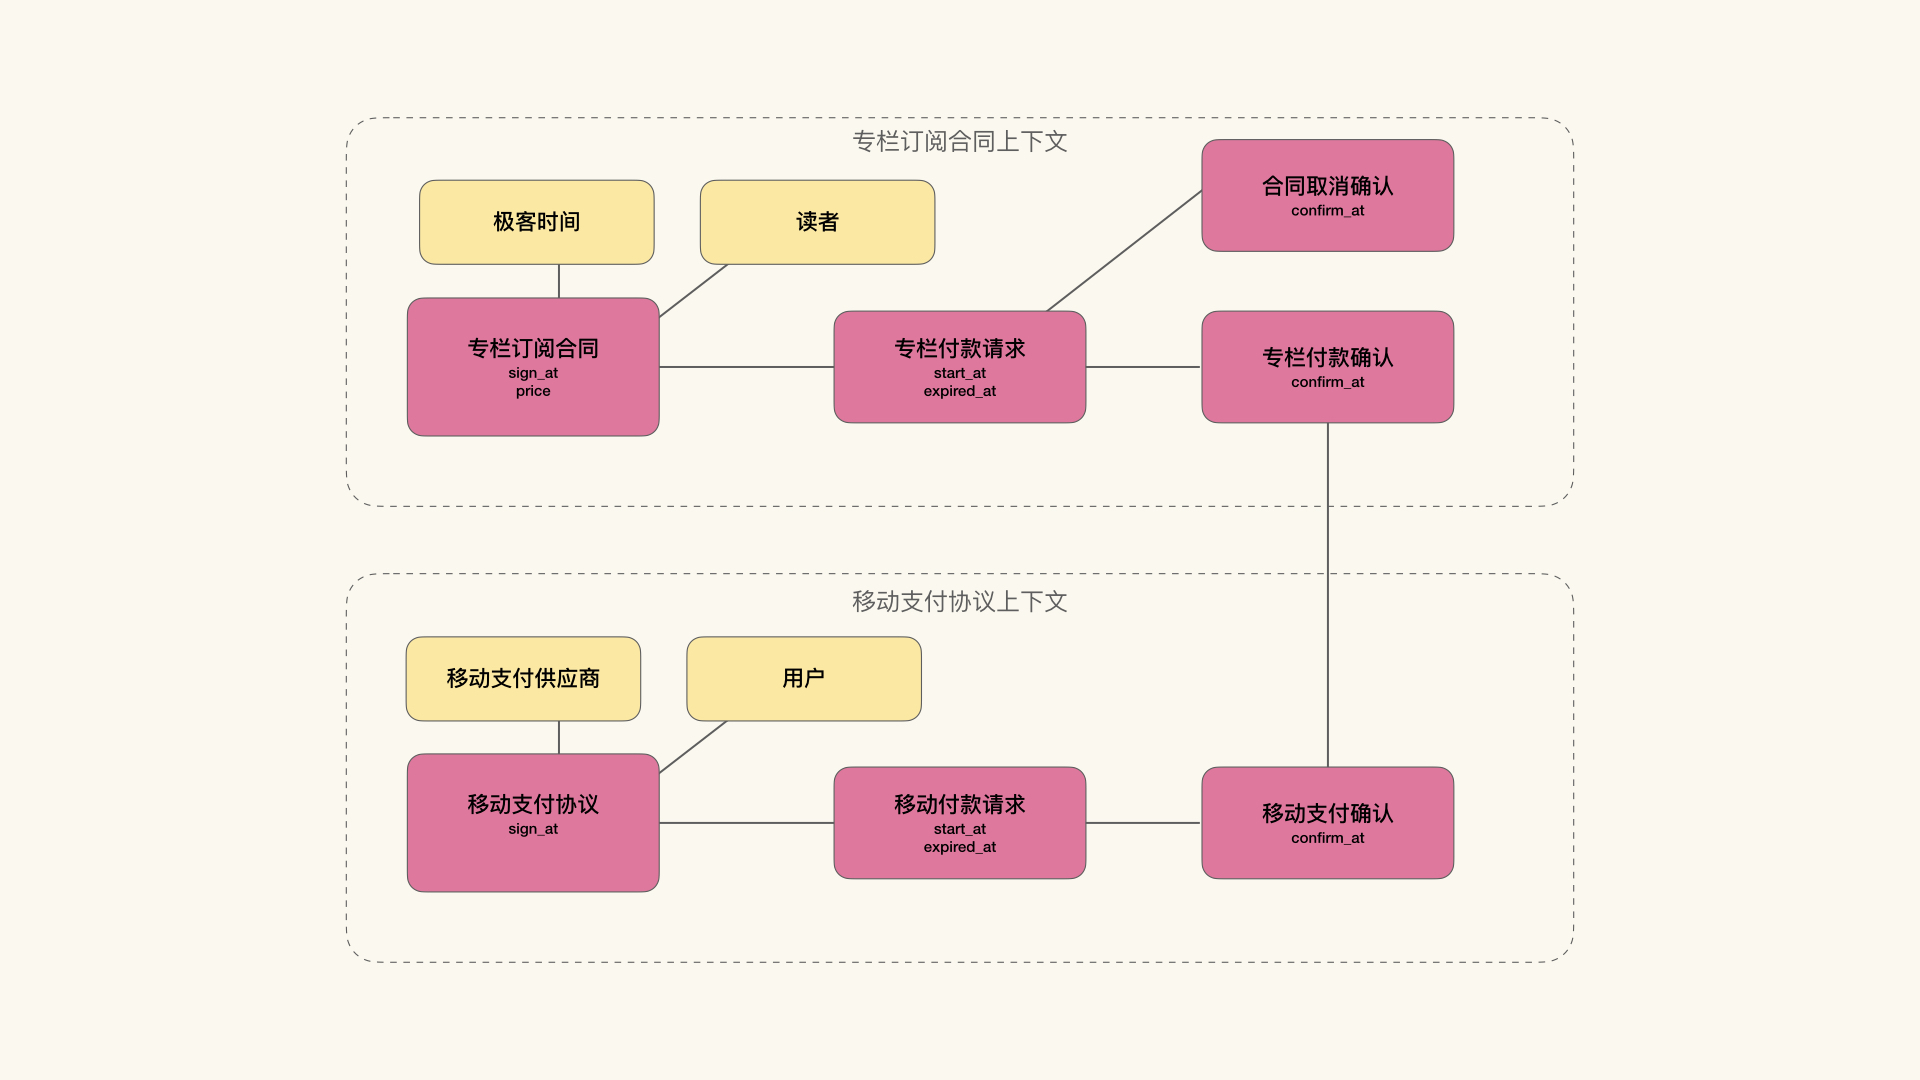 专栏订阅合同上下文
合同取消确认
confirm_at
极客时间
读者
专栏订阅合同
sign_at
price
专栏付款请求
start_at
expired_at
专栏付款确认
confirm_at
移动支付协议上下文
移动支付供应商
用户
移动支付协议
sign_at
移动付款请求
start_at
expired_at
移动支付确认
confirm_at